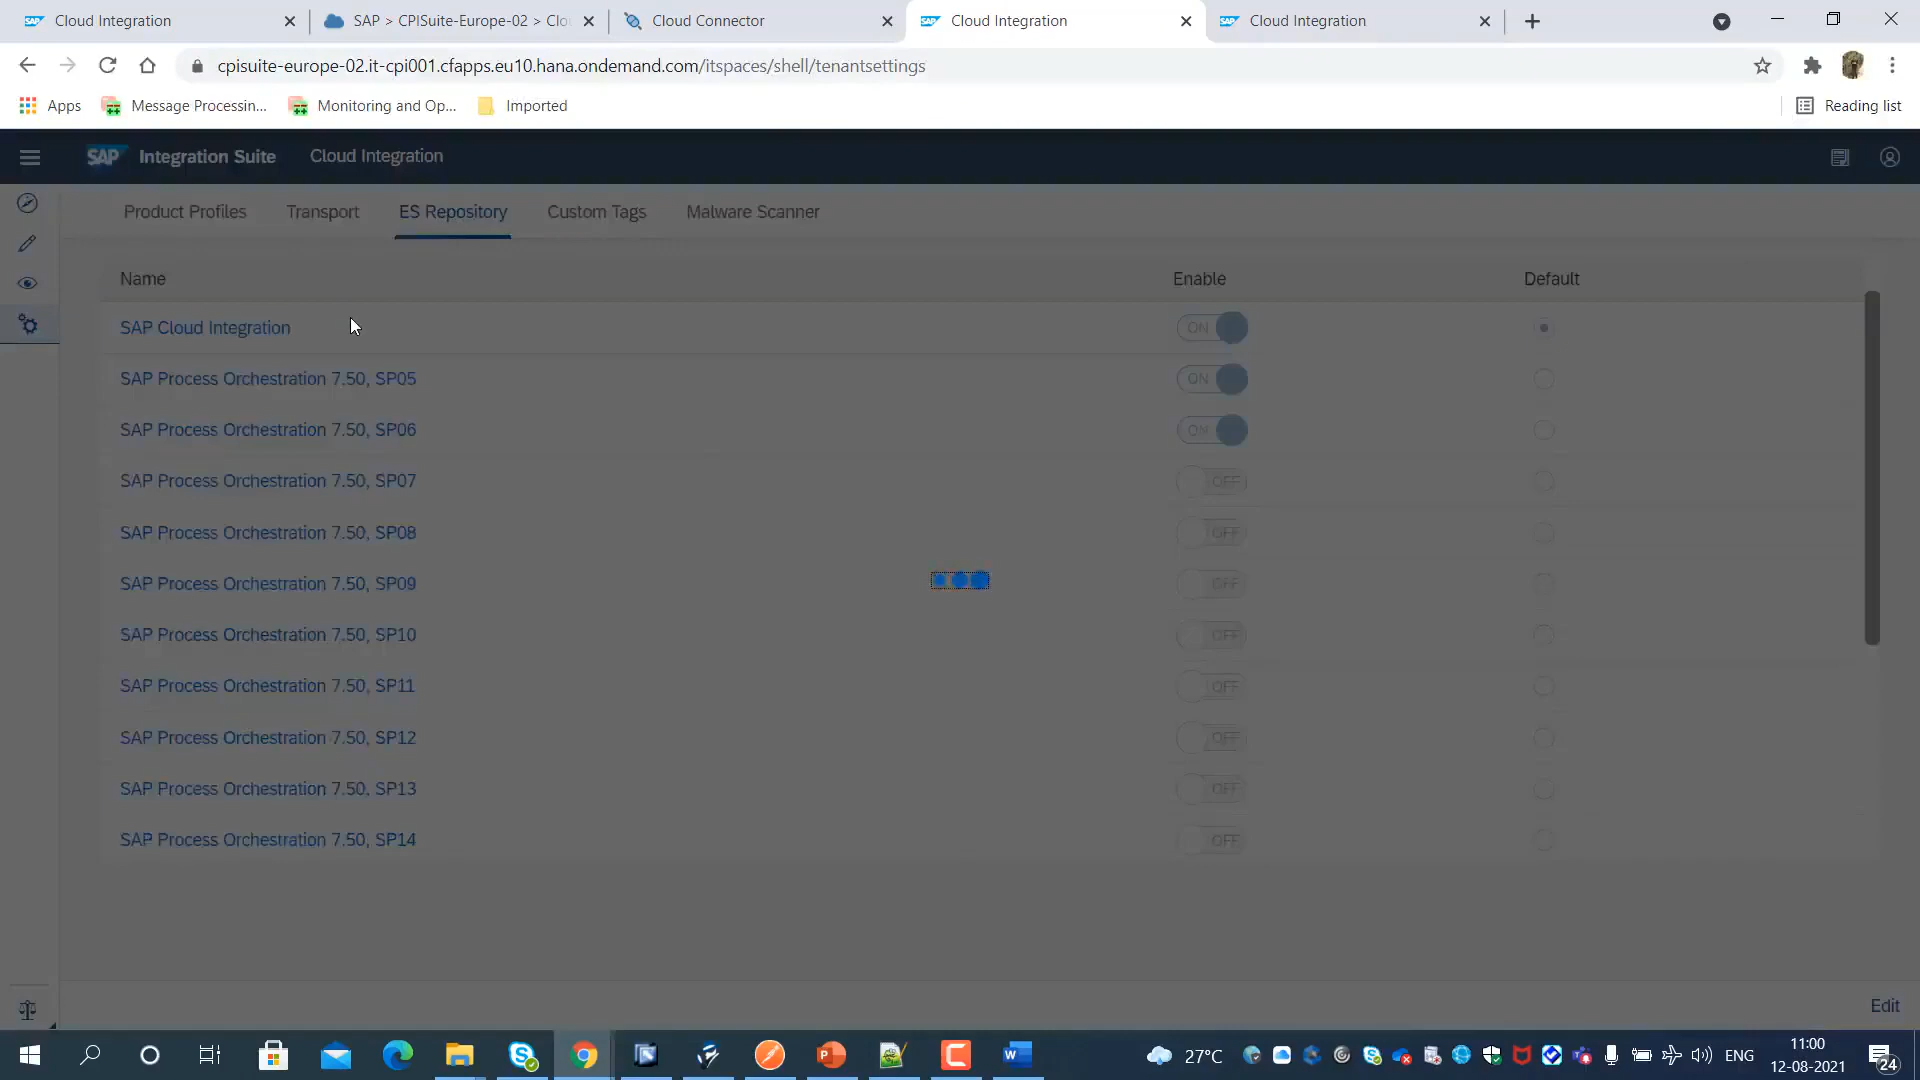 Cloud Integration
SAP > CPISuite-Europe-02 > Clo
Cloud Connector
Cloud Integration
Cloud Integration
cpisuite-europe-02.it-cpi001.cfapps.eu10.hana.ondemand.com/itspaces/shell/tenantsettings
Apps
Message Processin...
Monitoring and Op...
Imported
Reading list
SAP Integration Suite Cloud Integration
Product Profiles Transport ES Repository Custom Tags Malware Scanner
Name Enable Default
SAP Cloud Integration ON
SAP Process Orchestration 7.50, SP05 ON
SAP Process Orchestration 7.50, SP06 ON
SAP Process Orchestration 7.50, SP07 OFF
SAP Process Orchestration 7.50, SP08 OFF
SAP Process Orchestration 7.50, SP09 OFF
SAP Process Orchestration 7.50, SP10 OFF
SAP Process Orchestration 7.50, SP11 OFF
SAP Process Orchestration 7.50, SP12 OFF
SAP Process Orchestration 7.50, SP13 OFF
SAP Process Orchestration 7.50, SP14 OFF
Edit
27°C
ENG
11:00
12-08-2021
24